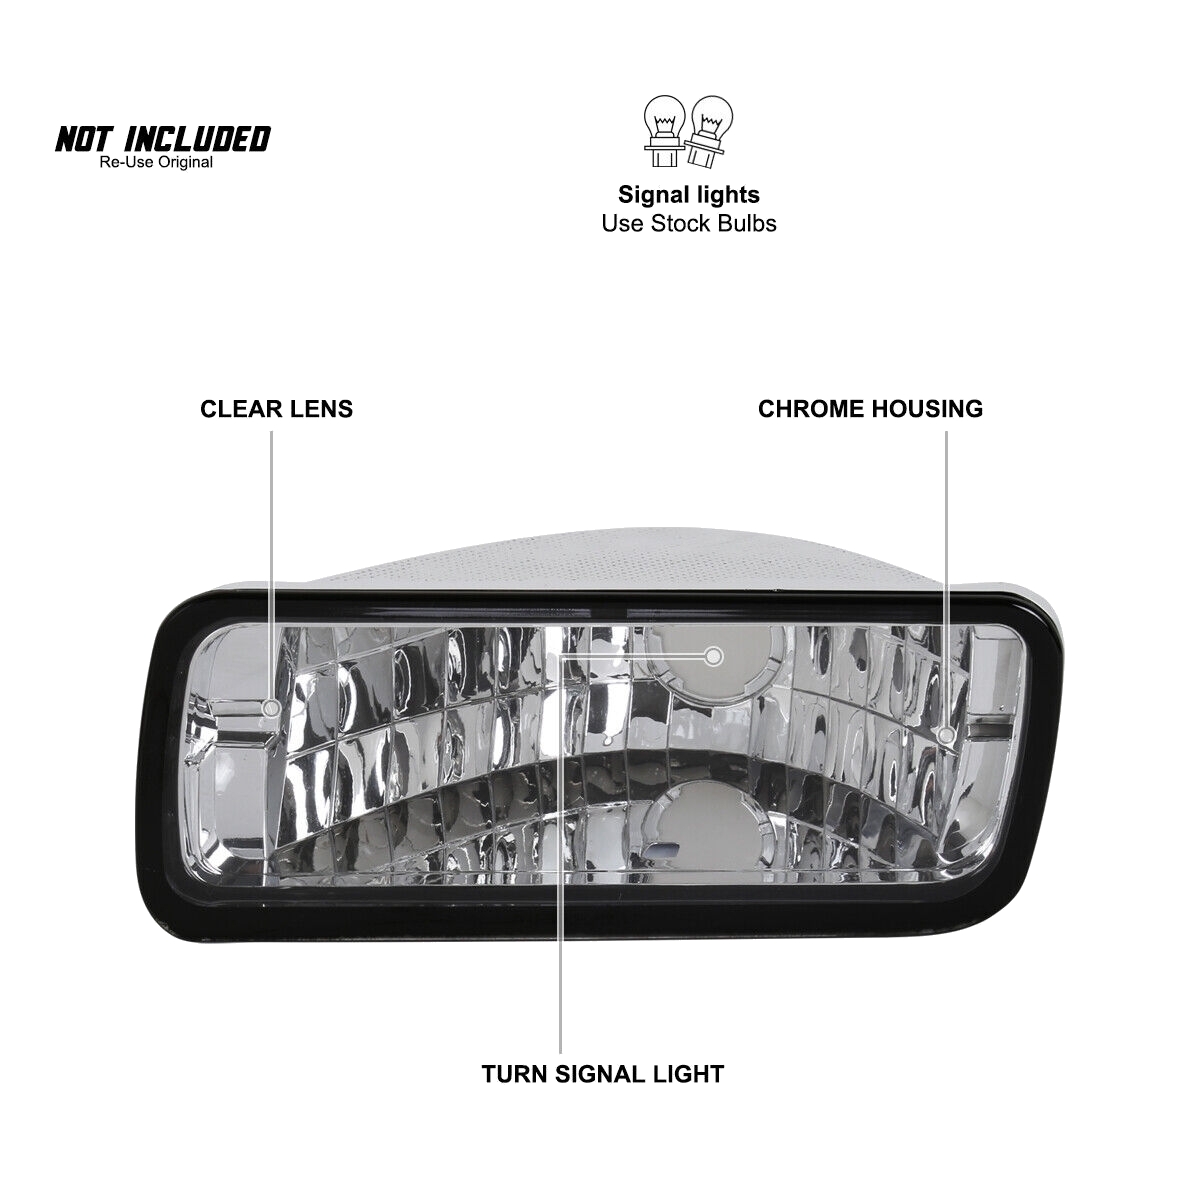 NOT INCLUDED
Re-Use Original
Signal lights
Use Stock Bulbs
CLEAR LENS
CHROME HOUSING
TURN SIGNAL LIGHT